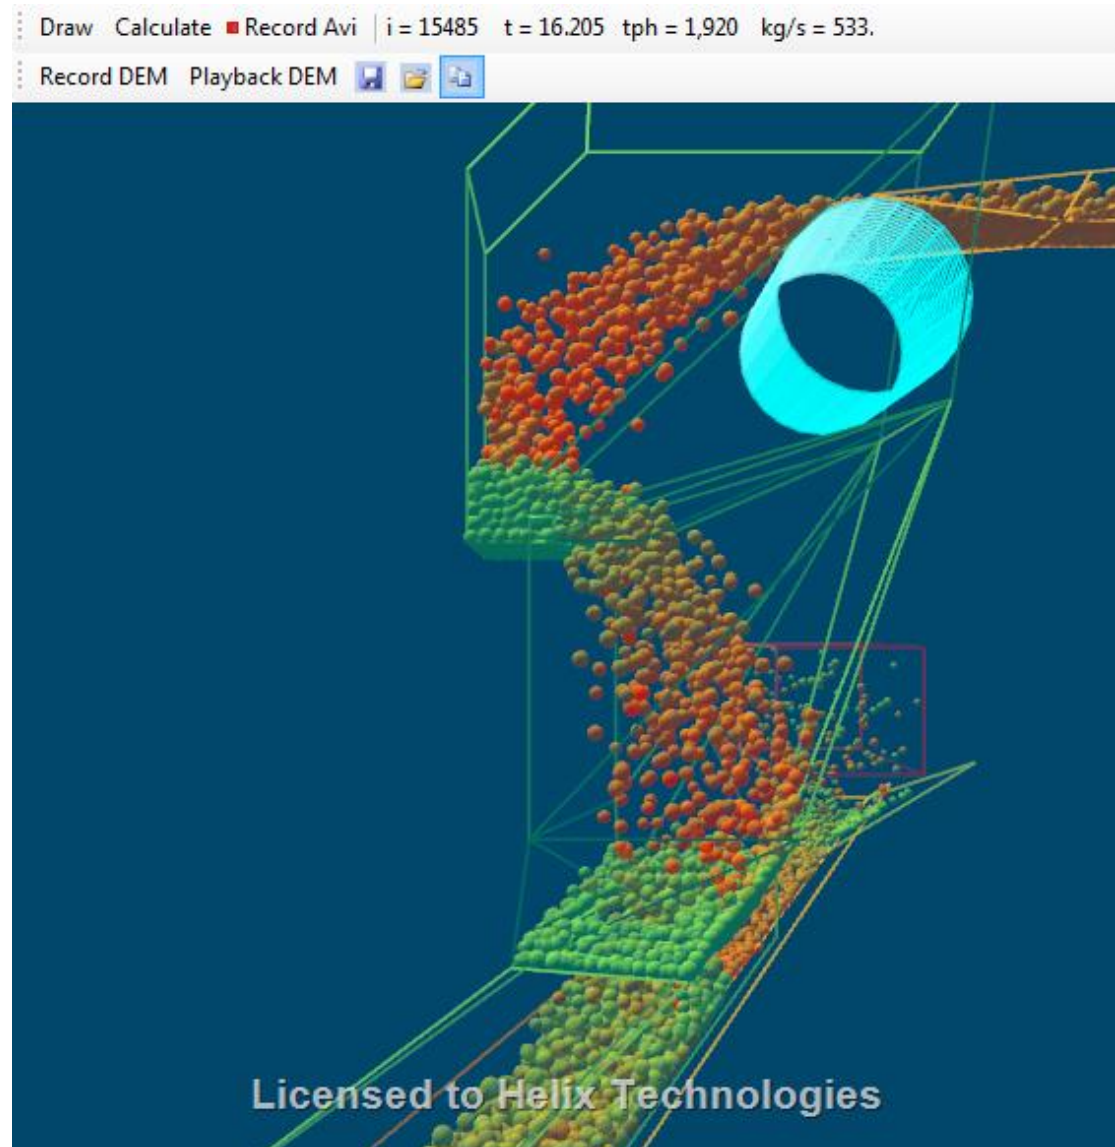 Draw Calculate Record Avi i = 15485 t = 16.205 tph = 1,920 kg/s = 533.
Record DEM Playback DEM
Licensed to Helix Technologies